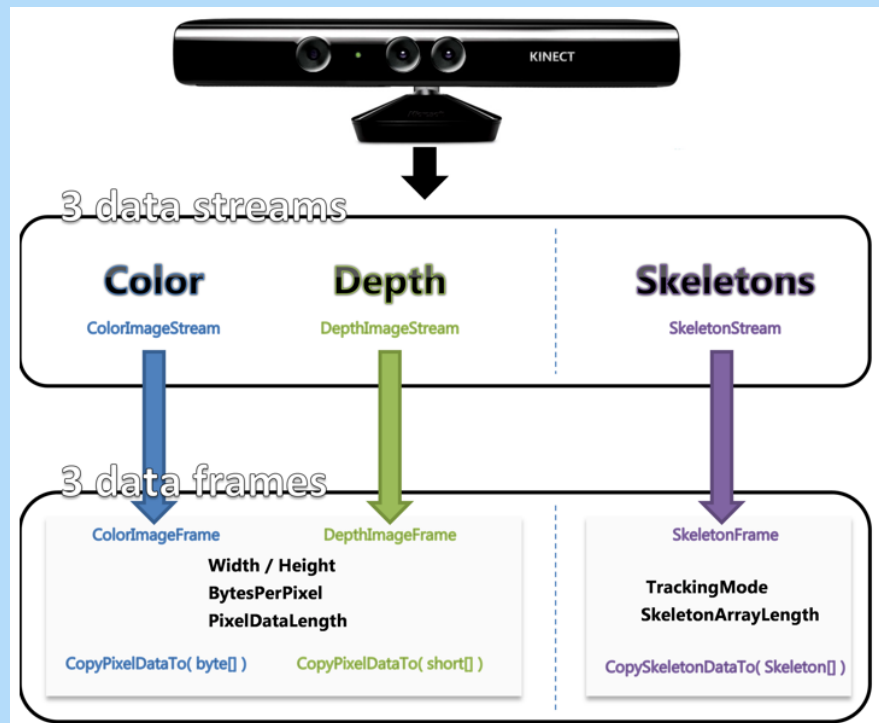 KINECT
3 data streams
Color
Depth
Skeletons
ColorImageStream
DepthImageStream
SkeletonStream
3 data frames
ColorImageFrame
DepthImageFrame
SkeletonFrame
Width / Height
BytesPerPixel
PixelDataLength
TrackingMode
SkeletonArrayLength
CopyPixelDataTo( byte[] )
CopyPixelDataTo( short[] )
CopySkeletonDataTo( Skeleton[] )